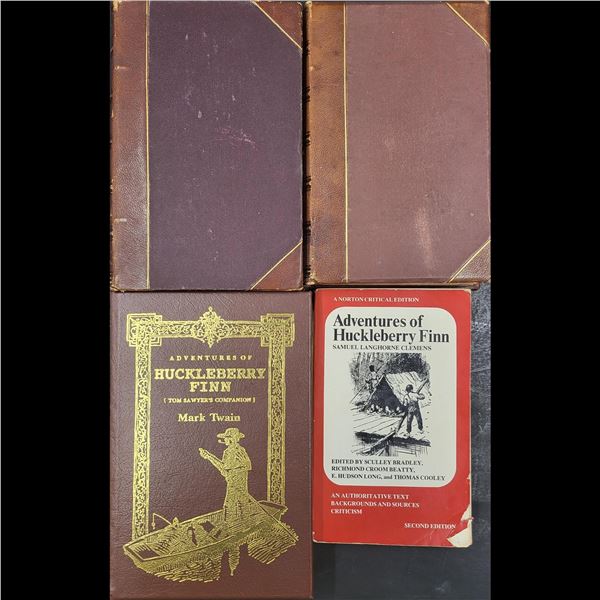 ADVENTURES OF
HUCKLEBERRY
FINN
[TOM SAWYER'S COMPANION]
Mark Twain
A NORTON CRITICAL EDITION
Adventures of
Huckleberry Finn
SAMUEL LANGHORNE CLEMENS
EDITED BY SCULLEY BRADLEY,
RICHMOND CROOM BEATTY,
E. HUDSON LONG, and THOMAS COOLEY
AN AUTHORITATIVE TEXT
BACKGROUNDS AND SOURCES
CRITICISM
SECOND EDITION